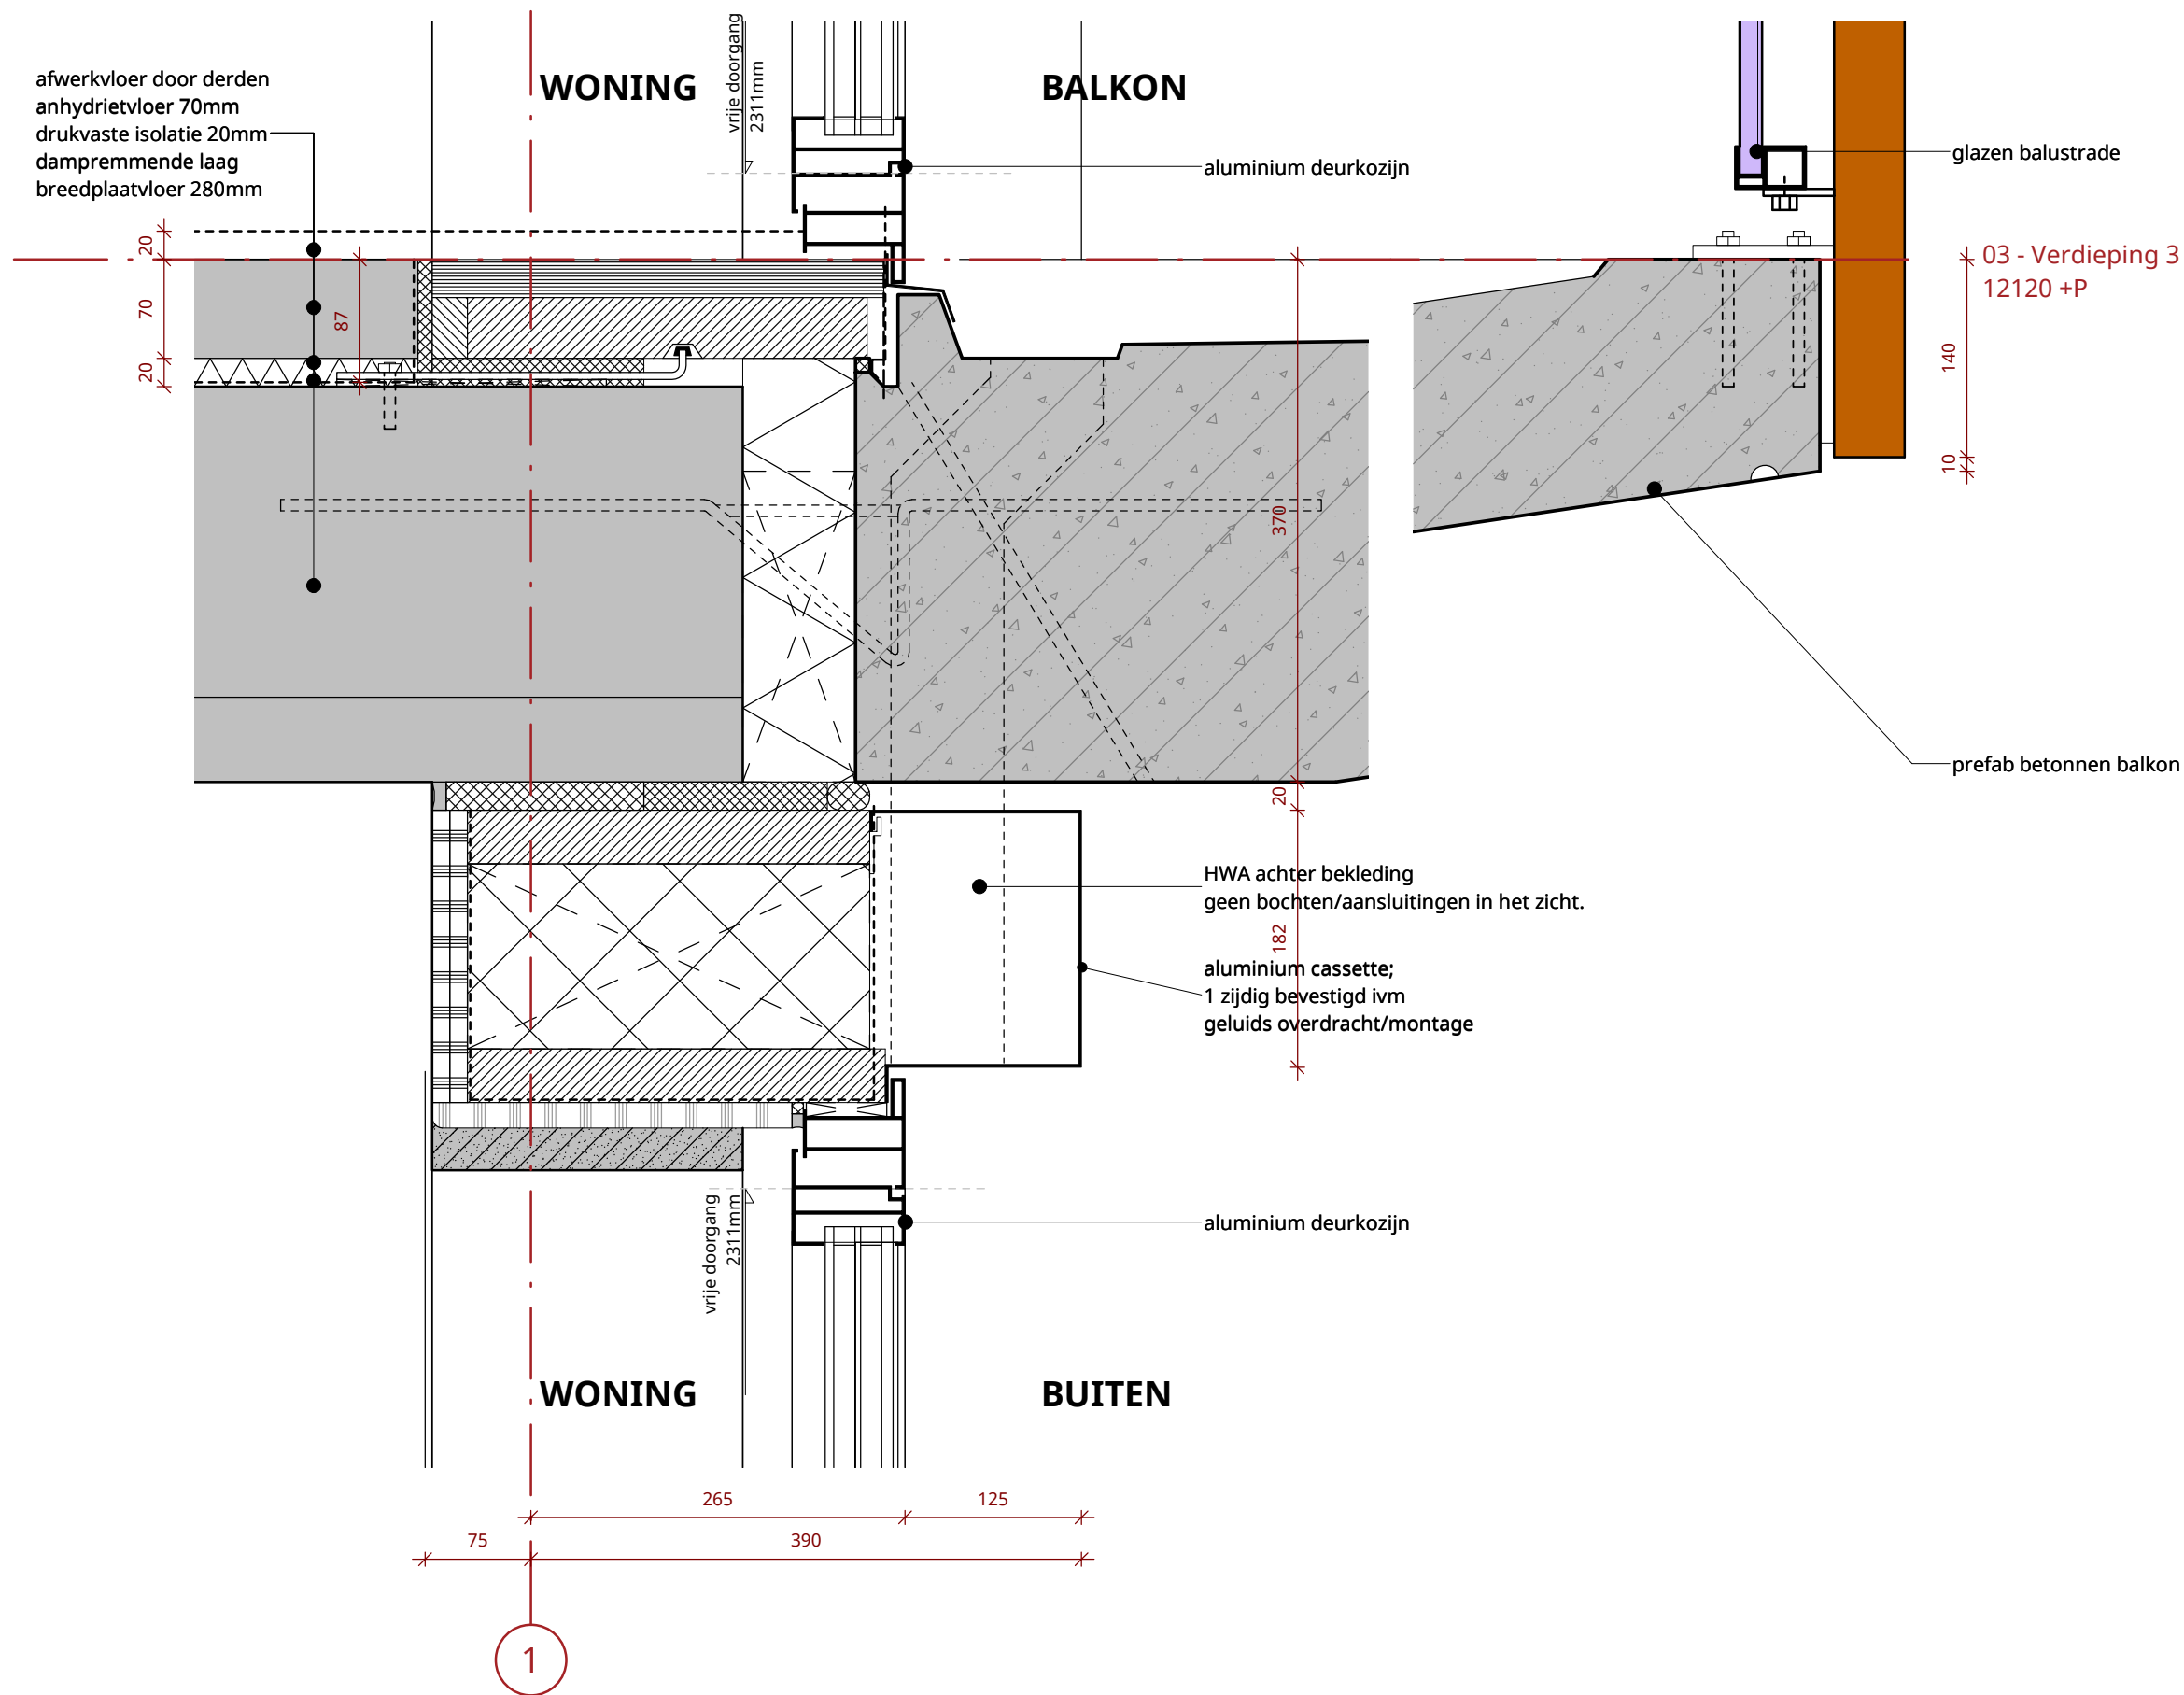 afwerkvloer door derden
anhydrietvloer 70mm
drukvaste isolatie 20mm
dampremmende laag
breedplaatvloer 280mm
WONING
vrije doorgang
2311mm
BALKON
aluminium deurkozijn
glazen balustrade
03 - Verdieping 3
12120 +P
20
70
20
87
140
10
370
prefab betonnen balkon
20
182
HWA achter bekleding
geen bochten/aansluitingen in het zicht.
aluminium cassette;
1 zijdig bevestigd ivm
geluids overdracht/montage
vrije doorgang
2311mm
aluminium deurkozijn
WONING
BUITEN
265
125
75
390
1